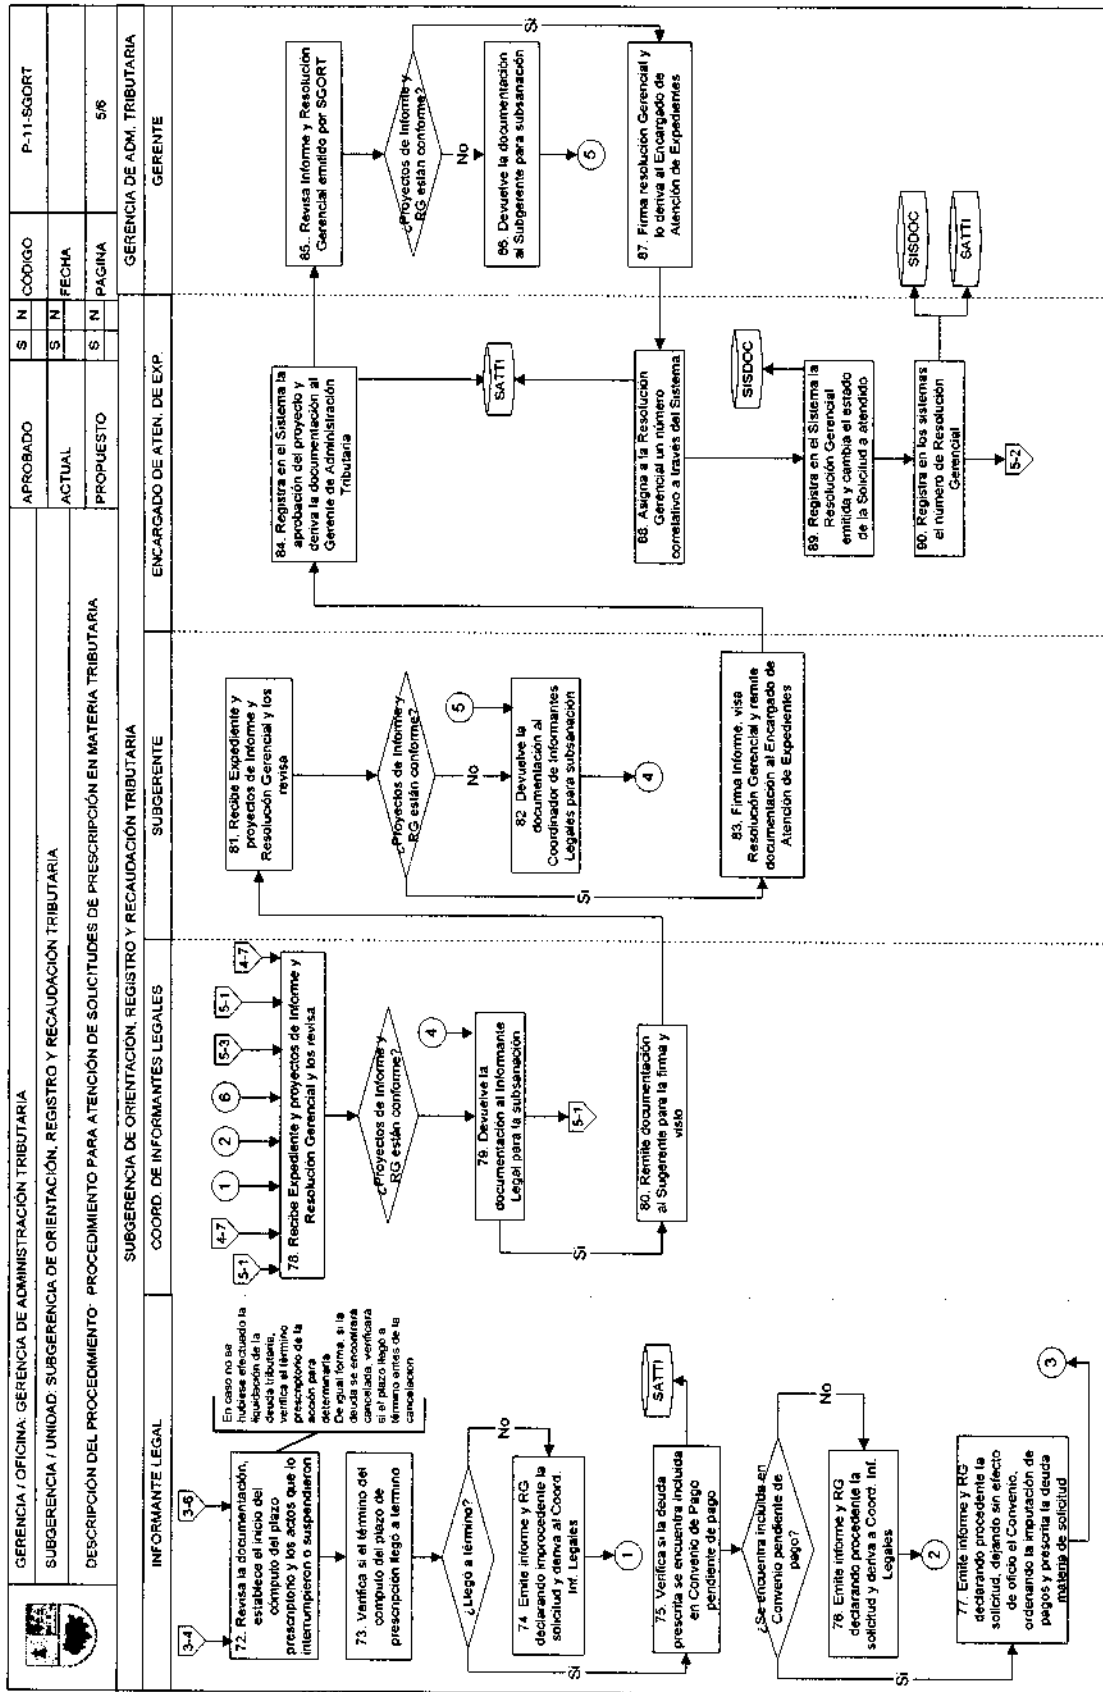 GERENCIA / OFICINA: GERENCIA DE ADMINISTRACIÓN TRIBUTARIA
SUBGERENCIA / UNIDAD: SUBGERENCIA DE ORIENTACIÓN, REGISTRO Y RECAUDACIÓN TRIBUTARIA
DESCRIPCIÓN DEL PROCEDIMIENTO: PROCEDIMIENTO PARA ATENCIÓN DE SOLICITUDES DE PRESCRIPCIÓN EN MATERIA TRIBUTARIA
APROBADO S N CÓDIGO P-11-SGORT
ACTUAL S N FECHA
PROPUESTO S N PAGINA 5/6
SUBGERENCIA DE ORIENTACIÓN, REGISTRO Y RECAUDACIÓN TRIBUTARIA
GERENCIA DE ADM. TRIBUTARIA
INFORMANTE LEGAL
COORD. DE INFORMANTES LEGALES
SUBGERENTE
ENCARGADO DE ATEN. DE EXP.
GERENTE
3-4
3-6
72. Revisa la documentación,
establece el inicio del
cómputo del plazo
prescriptorio y los actos que lo
interrumpieron o suspendieron
En caso no se
hubiese efectuado la
liquidación de la
deuda tributaria,
verifica el término
prescriptorio de la
acción para
determinarla
De igual forma, si la
deuda se encontrara
cancelada, verificará
si el plazo llegó a
término antes de la
cancelación
73. Verifica si el término del
cómputo del plazo de
prescripción llegó a termino
¿Llegó a término?
No
Si
74 Emite informe y RG
declarando improcedente la
solicitud y deriva al Coord.
Inf. Legales
1
75. Verifica si la deuda
prescrita se encuentra incluida
en Convenio de Pago
pendiente de pago
SATTI
¿Se encuentra incluida en
Convenio pendiente de
pago?
No
Si
76. Emite informe y RG
declarando procedente la
solicitud y deriva a Coord. Inf.
Legales
2
77. Emite informe y RG
declarando procedente la
solicitud, dejando sin efecto
de oficio el Convenio,
ordenando la imputación de
pagos y prescrita la deuda
materia de solicitud
3
5-1
4-7
1
2
6
5-3
5-1
4-7
78. Recibe Expediente y proyectos de Informe y
Resolución Gerencial y los revisa
¿Proyectos de Informe y
RG están conforme?
4
79. Devuelve la
documentación al Informante
Legal para la subsanación
5-1
Si
80. Remite documentación
al Sugerente para la firma y
visto
81. Recibe Expediente y
proyectos de Informe y
Resolución Gerencial y los
revisa
¿Proyectos de Informe y
RG están conforme?
No
5
Si
82 Devuelve la
documentación al
Coordinador de Informantes
Legales para subsanación
4
83. Firma Informe, visa
Resolución Gerencial y remite
documentación al Encargado de
Atención de Expedientes
84. Registra en el Sistema la
aprobación del proyecto y
deriva la documentación al
Gerente de Administración
Tributaria
SATTI
85. Revisa Informe y Resolución
Gerencial emitido por SGORT
¿Proyectos de Informe y
RG están conforme?
No
Si
86. Devuelve la documentación
al Subgerente para subsanación
5
87. Firma resolución Gerencial y
lo deriva al Encargado de
Atención de Expedientes
88. Asigna a la Resolución
Gerencial un número
correlativo a través del Sistema
SISDOC
89. Registra en el Sistema la
Resolución Gerencial
emitida y cambia el estado
de la Solicitud a atendido
90. Registra en los sistemas
el número de Resolución
Gerencial
SISDOC
SATTI
5-2